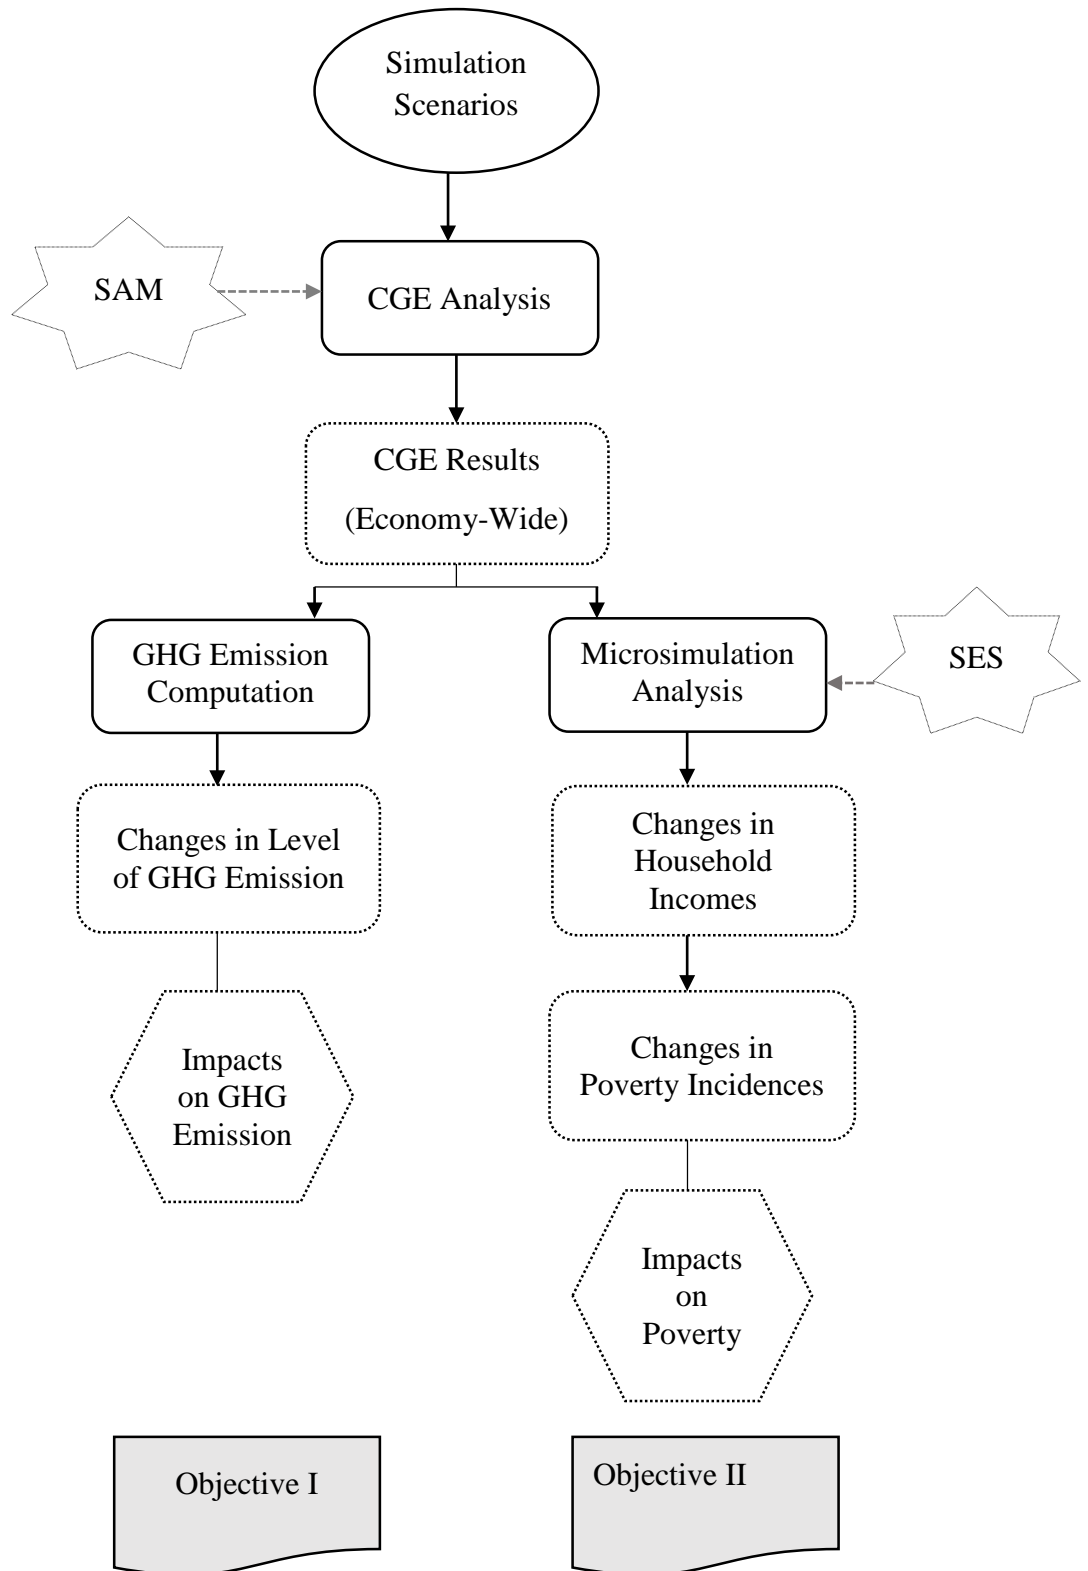 Simulation
Scenarios
SAM
CGE Analysis
CGE Results
(Economy-Wide)
GHG Emission
Computation
Microsimulation
Analysis
SES
Changes in Level
of GHG Emission
Changes in
Household
Incomes
Impacts
on GHG
Emission
Changes in
Poverty Incidences
Impacts
on
Poverty
Objective I
Objective II